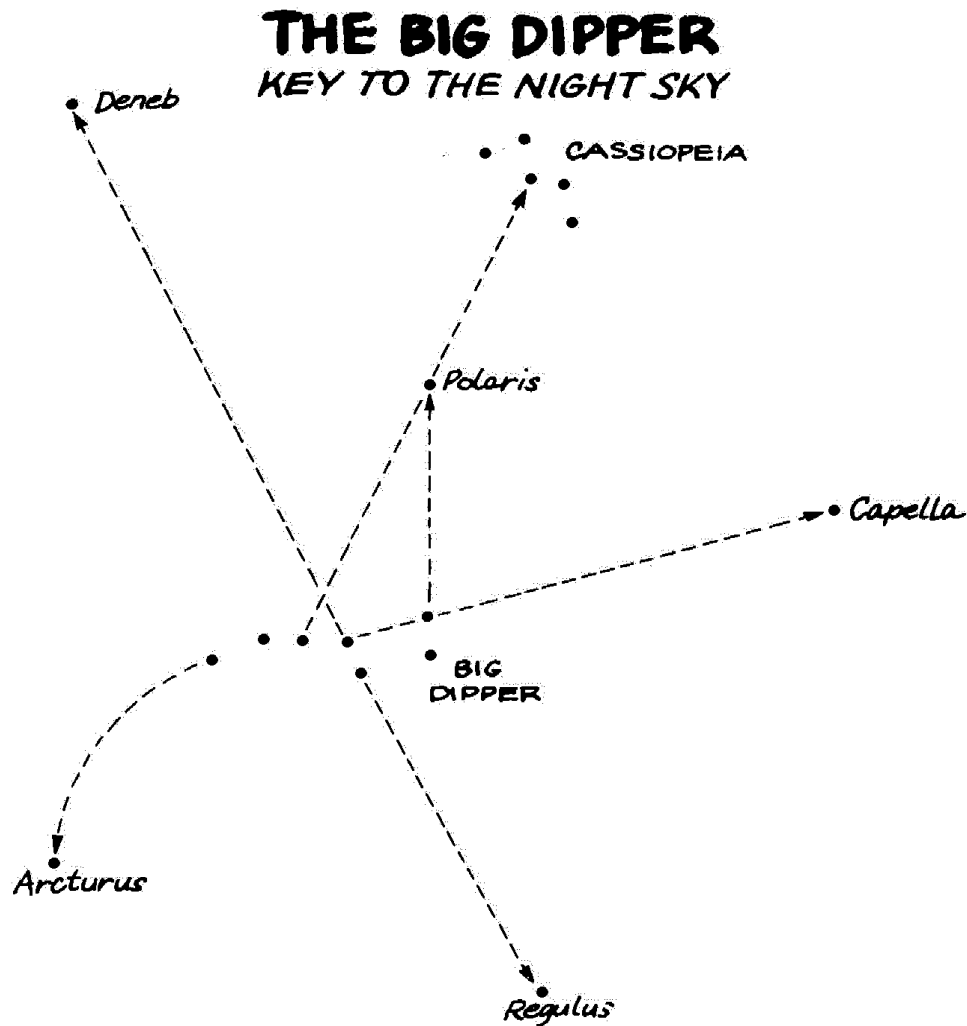 THE BIG DIPPER
KEY TO THE NIGHT SKY
Deneb
CASSIOPEIA
Polaris
Capella
BIG
DIPPER
Arcturus
Regulus